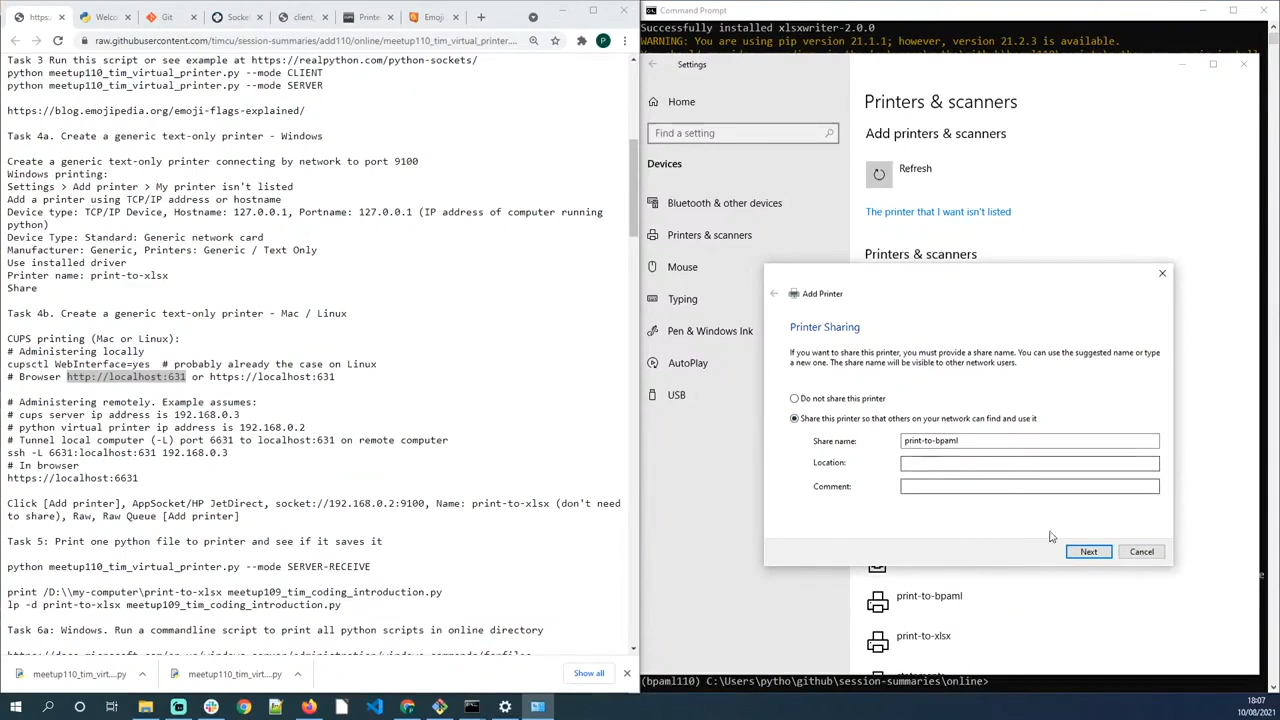 https:
Welco
Git
Socke
client_
Printe
Emoji
raw.pyonline.com/pmcu/session-summaries/add110/online/meetup110_tim_virtual_printer....
P
Task 3: Run this script as an example: https://realpython.com/python-sockets/
python meetup110_tim_virtual_printer.py --mode CLIENT
python meetup110_tim_virtual_printer.py --mode SERVER
https://blog.emojipedia.org/emoji-flags-explained/
Task 4a. Create a generic text-only printer - Windows
Create a generic text-only printer connecting by network to port 9100
Windows printing:
Settings > Add printer > My printer isn't listed
Add a printer using TCP/IP address or hostname
Device type: TCP/IP Device, Hostname: 127.0.0.1, Portname: 127.0.0.1 (IP address of computer running
python)
Device Type: Standard: Generic network card
Manufacturer: Generic, Printers: Generic / Text Only
Use installed driver
Printer name: print-to-xlsx
Share
Task 4b. Create a generic text-only printer - Mac / Linux
CUPS printing (Mac or Linux):
# Administering locally
cupsctl WebInterface=yes  # probably already the case on Linux
# Browser http://localhost:631 or https://localhost:631
# Administering remotely. Example assumes:
# cups server ip address is 192.168.0.3
# python virtual printer ip address is 192.168.0.2
# Tunnel local computer (-L) port 6631 to localhost:631 on remote computer
ssh -L 6631:localhost:631 192.168.0.3
# In browser
https://localhost:6631
Click [Add printer], AppSocket/HP JetDirect, socket://192.168.0.2:9100, Name: print-to-xlsx (don't need
to share), Raw, Raw Queue [Add printer]
Task 5: Print one python file to printer and see if it saves it
python meetup110_tim_virtual_printer.py --mode SERVER-RECEIVE
print /D:\\my-computer\print-to-xlsx meetup109_tim_coding_introduction.py
lp -d print-to-xlsx meetup109_tim_coding_introduction.py
Task 6a: Windows. Run a commandline script to print all python scripts in online directory
meetup110_tim_virt....py
meetup110_tim_virt....py
Show all
Command Prompt
Successfully installed xlsxwriter-2.0.0
WARNING: You are using pip version 21.1.1; however, version 21.2.3 is available.
Settings
Home
Find a setting
Devices
Bluetooth & other devices
Printers & scanners
Mouse
Typing
Pen & Windows Ink
AutoPlay
USB
Printers & scanners
Add printers & scanners
Refresh
The printer that I want isn't listed
Printers & scanners
Add Printer
Printer Sharing
If you want to share this printer, you must provide a share name. You can use the suggested name or type
a new one. The share name will be visible to other network users.
Do not share this printer
Share this printer so that others on your network can find and use it
Share name:
print-to-bpaml
Location:
Comment:
Next
Cancel
print-to-bpaml
print-to-xlsx
(bpaml110) C:\Users\pytho\github\session-summaries\online>
18:07
10/08/2021